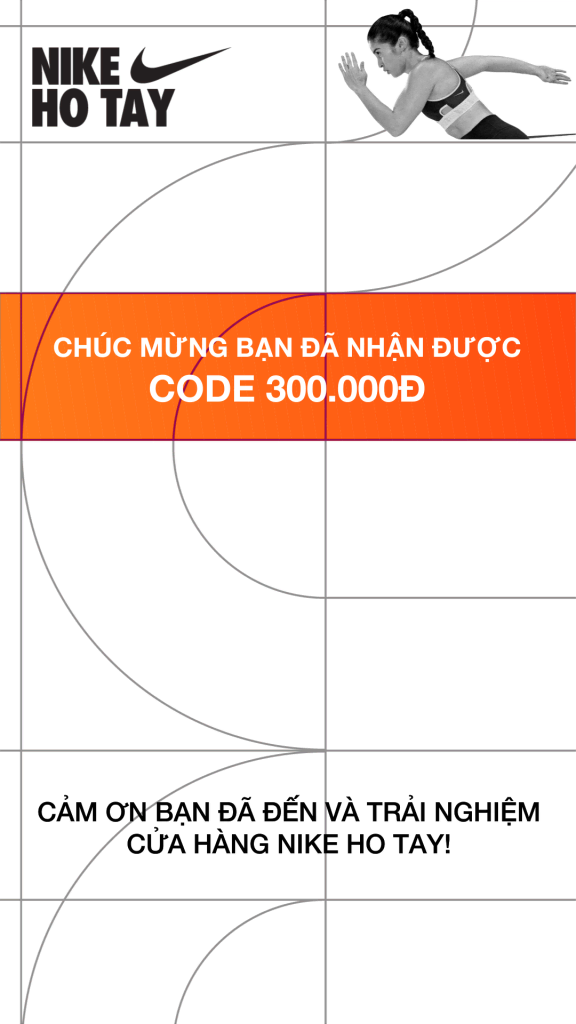 NIKE
HO TAY
CHÚC MỪNG BẠN ĐÃ NHẬN ĐƯỢC
CODE 300.000Đ
CẢM ƠN BẠN ĐÃ ĐẾN VÀ TRẢI NGHIỆM
CỬA HÀNG NIKE HO TAY!